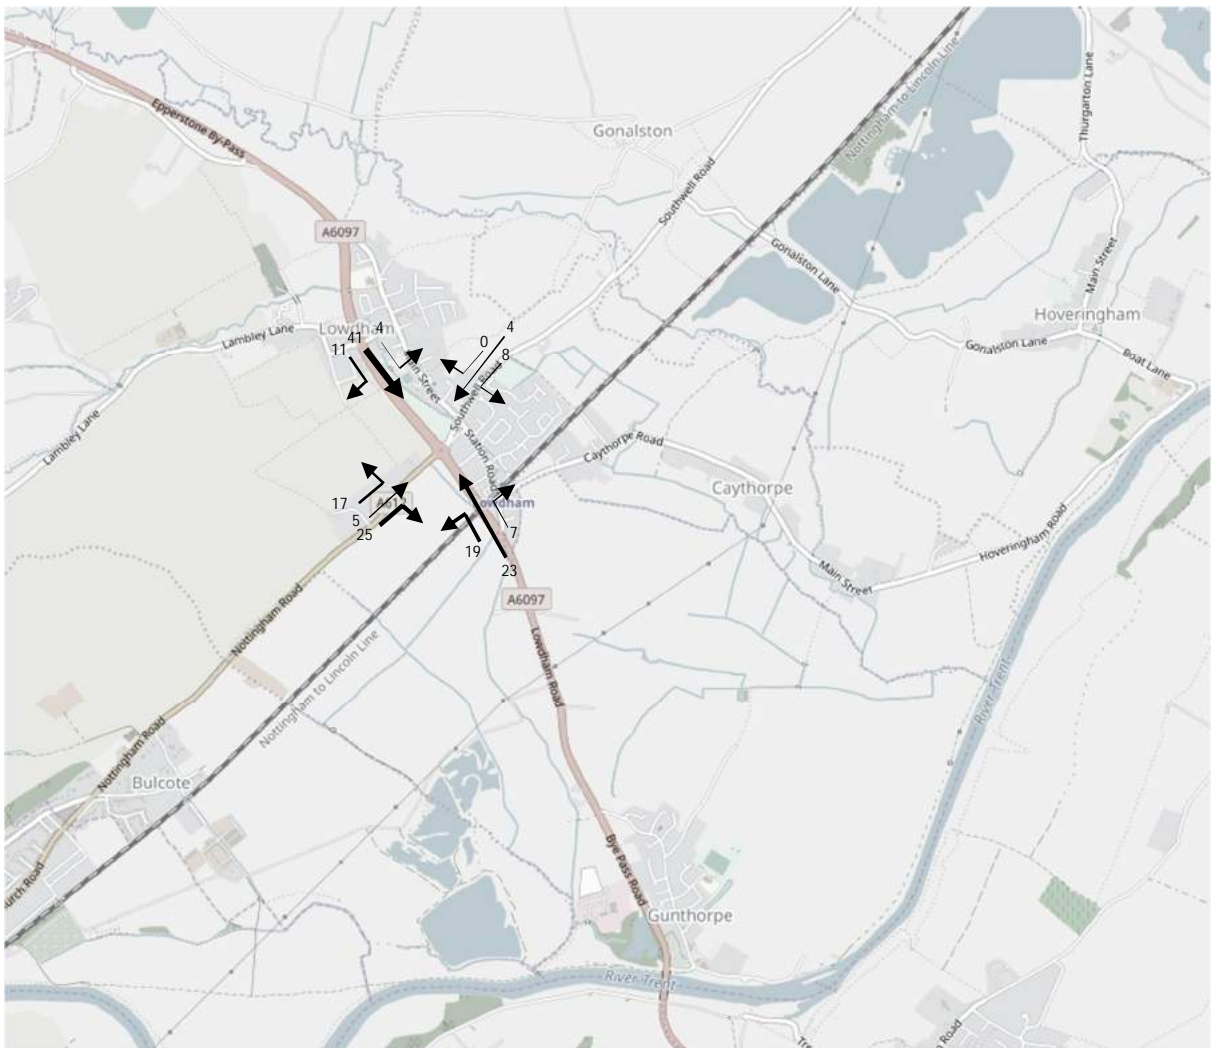 Nottingham to Lincoln Line
Thurgarton Lane
Epperstone By-Pass
Gonalston
Southwell Road
A6097
Gonalston Lane
Main Street
Hoveringham
Lowdham
Lambley Lane
Gonalston Lane
Boat Lane
41
4
11
0
4
8
Street
Southwell Road
Lambley Lane
Station Road
Caythorpe Road
Caythorpe
17
5
25
7
19
23
Hoveringham Road
Main Street
A6097
Nottingham Road
Lowdham Road
Nottingham to Lincoln Line
River Trent
Nottingham Road
Bulcote
Bye Pass Road
Gunthorpe
River Trent
Road